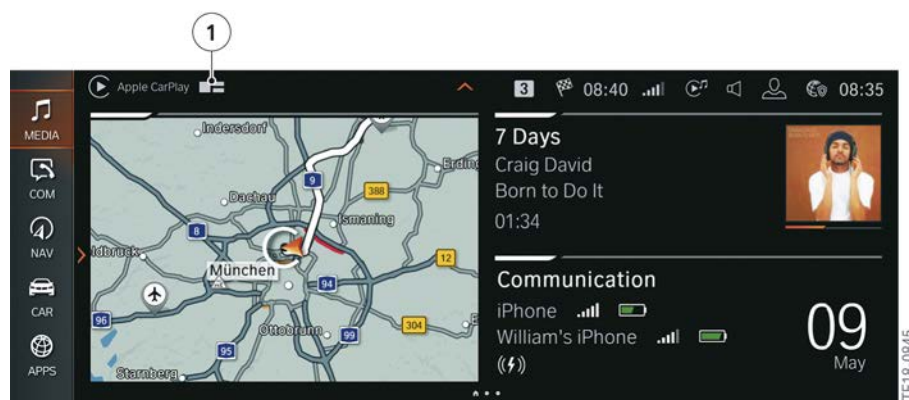 1
Apple CarPlay
3
08:40
08:35
MEDIA
COM
NAV
CAR
APPS
Indersdorf
Erding
9
388
Dachau
Ismaning
8
12
München
94
96
Ottobrunn
304
99
95
Starnberg
7 Days
Craig David
Born to Do It
01:34
Communication
iPhone
William's iPhone
09
May
TE18-0845